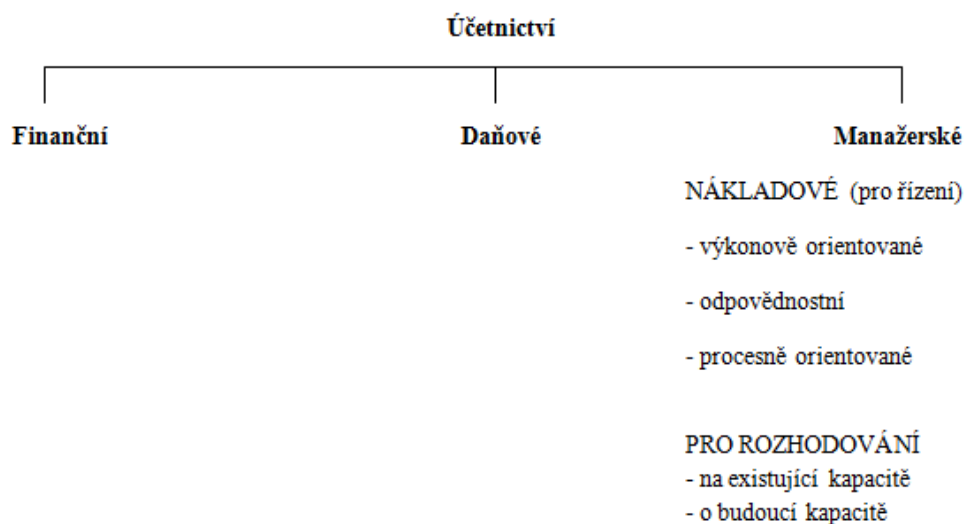 Účetnictví
Finanční Daňové Manažerské
NÁKLADOVÉ (pro řízení)
- výkonově orientované
- odpovědnostní
- procesně orientované
PRO ROZHODOVÁNÍ
- na existující kapacitě
- o budoucí kapacitě